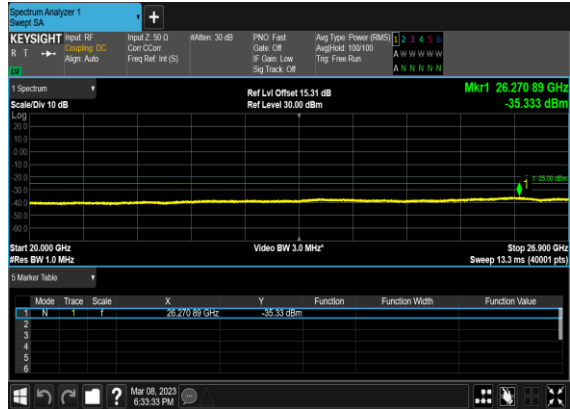 Spectrum Analyzer 1
Swept SA
+
KEYSIGHT Input: RF Input Z: 50 Ω #Atten: 30 dB PNO: Fast Avg Type: Power (RMS) 1 2 3 4 5 6
R T Coupling: DC Corr CCorr Gate: Off Avg|Hold: 100/100 A W W W W W
Align: Auto Freq Ref: Int (S) IF Gain: Low Trig: Free Run
Sig Track: Off A N N N N N
1 Spectrum
Ref Lvl Offset 15.31 dB Mkr1 26.270 89 GHz
Scale/Div 10 dB Ref Level 30.00 dBm -35.333 dBm
Log
20.0
10.0
0.00
-10.0
-20.0
-30.0
-40.0
-50.0
-60.0
1 -25.00 dBm
1
Start 20.000 GHz Video BW 3.0 MHz* Stop 26.900 GHz
#Res BW 1.0 MHz Sweep 13.3 ms (40001 pts)
5 Marker Table
Mode Trace Scale X Y Function Function Width Function Value
1 N 1 f 26.270 89 GHz -35.33 dBm
2
3
4
5
6
? Mar 08, 2023
6:33:33 PM